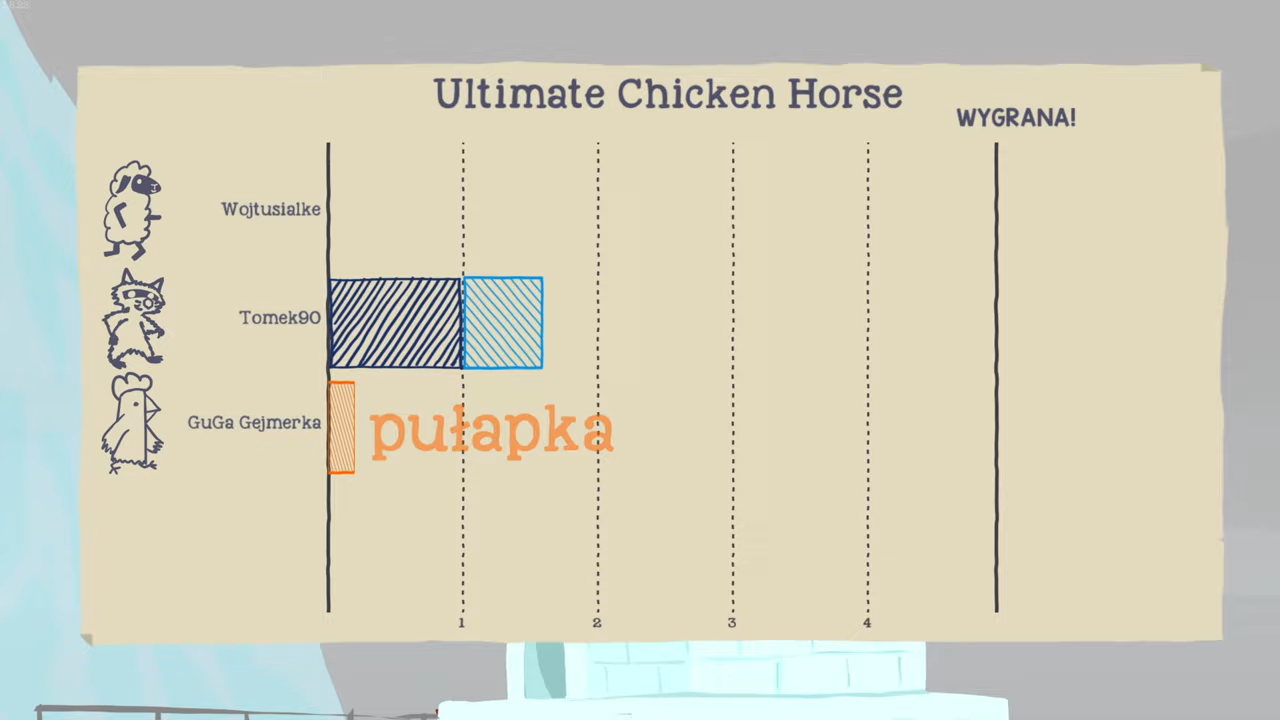 Ultimate Chicken Horse
WYGRANA!
Wojtusialke
Tomek90
GuGa Gejmerka
pułapka
1 2 3 4